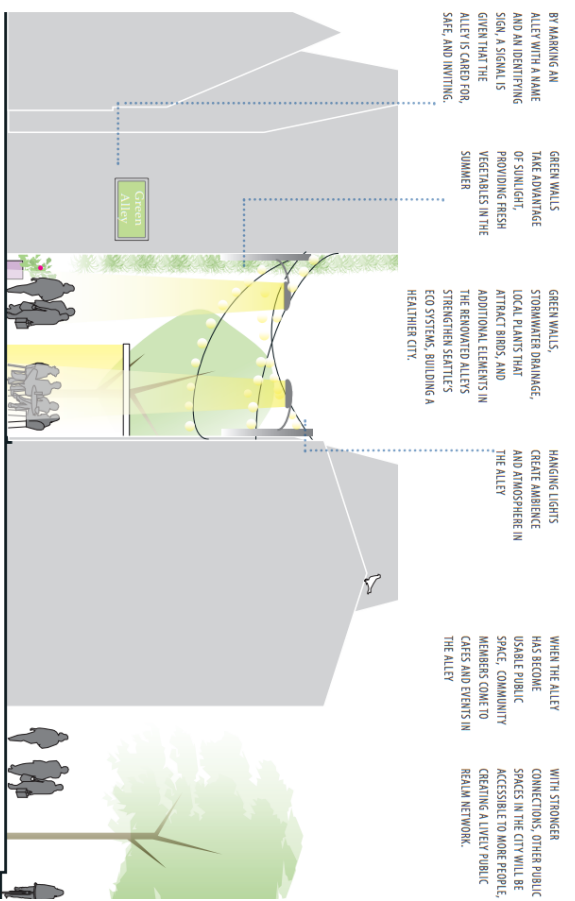 BY MARKING AN
ALLEY WITH A NAME
AND AN IDENTIFYING
SIGN, A SIGNAL IS
GIVEN THAT THE
ALLEY IS CARED FOR,
SAFE, AND INVITING.
GREEN WALLS
TAKE ADVANTAGE
OF SUNLIGHT,
PROVIDING FRESH
VEGETABLES IN THE
SUMMER
GREEN WALLS,
STORMWATER DRAINAGE,
LOCAL PLANTS THAT
ATTRACT BIRDS, AND
ADDITIONAL ELEMENTS IN
THE RENOVATED ALLEYS
STRENGTHEN SEATTLE'S
ECO SYSTEMS, BUILDING A
HEALTHIER CITY.
HANGING LIGHTS
CREATE AMBIENCE
AND ATMOSPHERE IN
THE ALLEY
WHEN THE ALLEY
HAS BECOME
USABLE PUBLIC
SPACE, COMMUNITY
MEMBERS COME TO
CAFES AND EVENTS IN
THE ALLEY
WITH STRONGER
CONNECTIONS, OTHER PUBLIC
SPACES IN THE CITY WILL BE
ACCESSIBLE TO MORE PEOPLE,
CREATING A LIVELY PUBLIC
REALM NETWORK.
Green
Alley